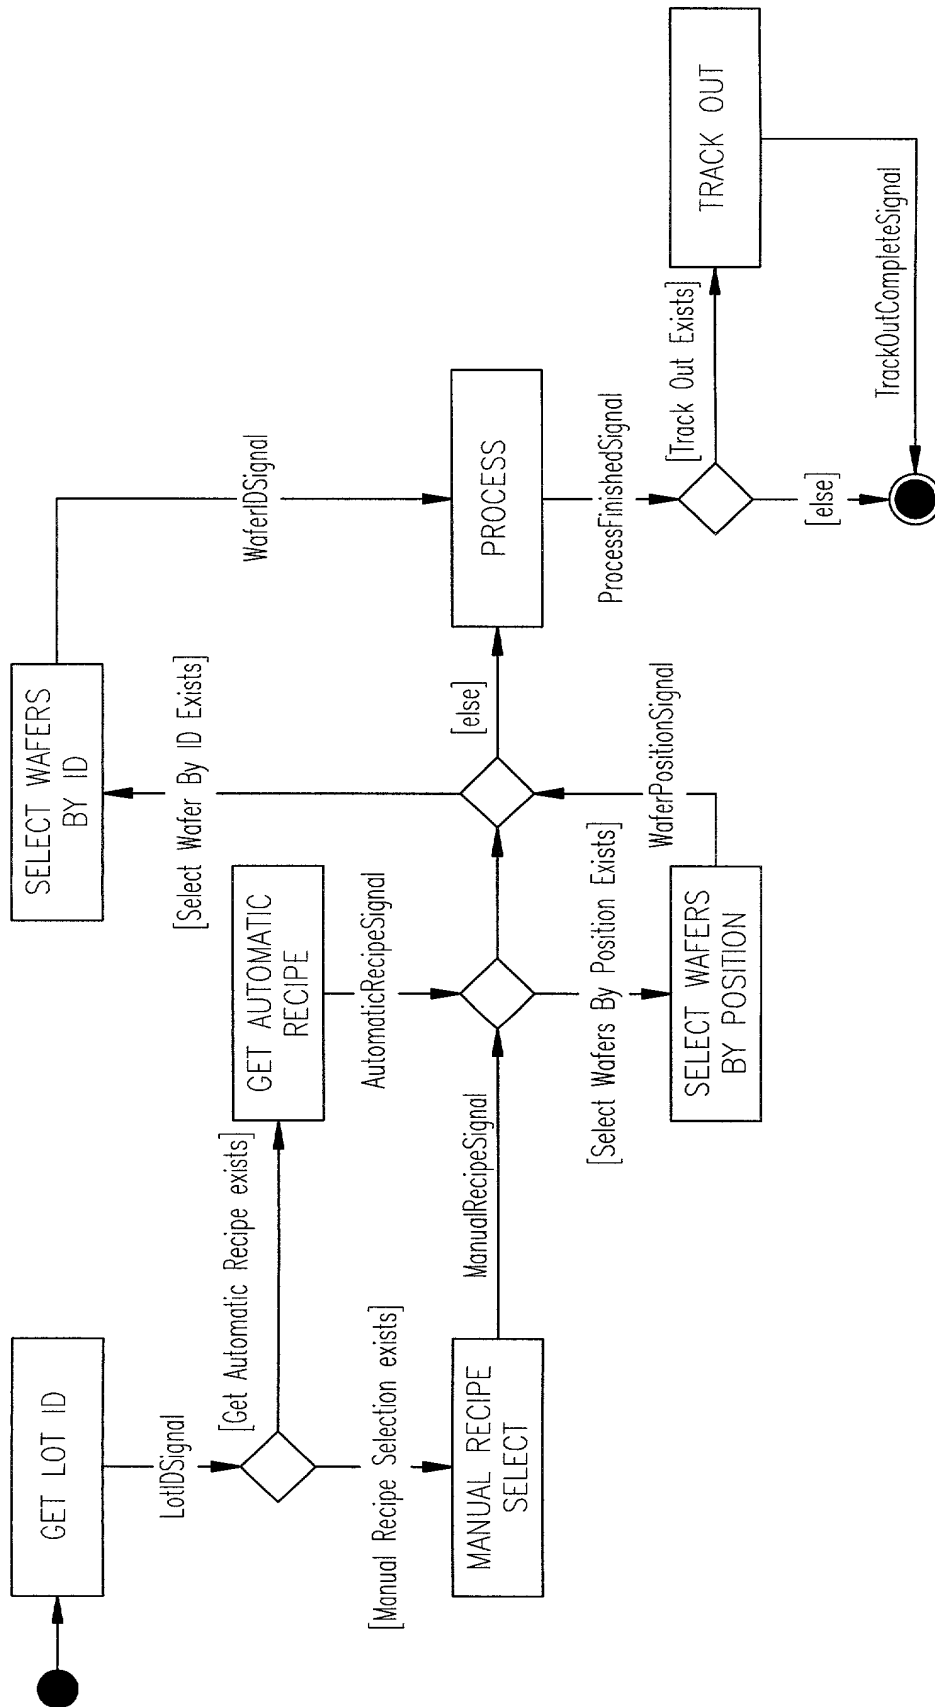 GET LOT ID
LotIDSignal
[Get Automatic Recipe exists]
[Manual Recipe Selection exists]
MANUAL RECIPE
SELECT
ManualRecipeSignal
GET AUTOMATIC
RECIPE
AutomaticRecipeSignal
[Select Wafers By Position Exists]
SELECT WAFERS
BY POSITION
WaferPositionSignal
SELECT WAFERS
BY ID
[Select Wafer By ID Exists]
[else]
WaferIDSignal
PROCESS
ProcessFinishedSignal
[Track Out Exists]
[else]
TRACK OUT
TrackOutCompleteSignal